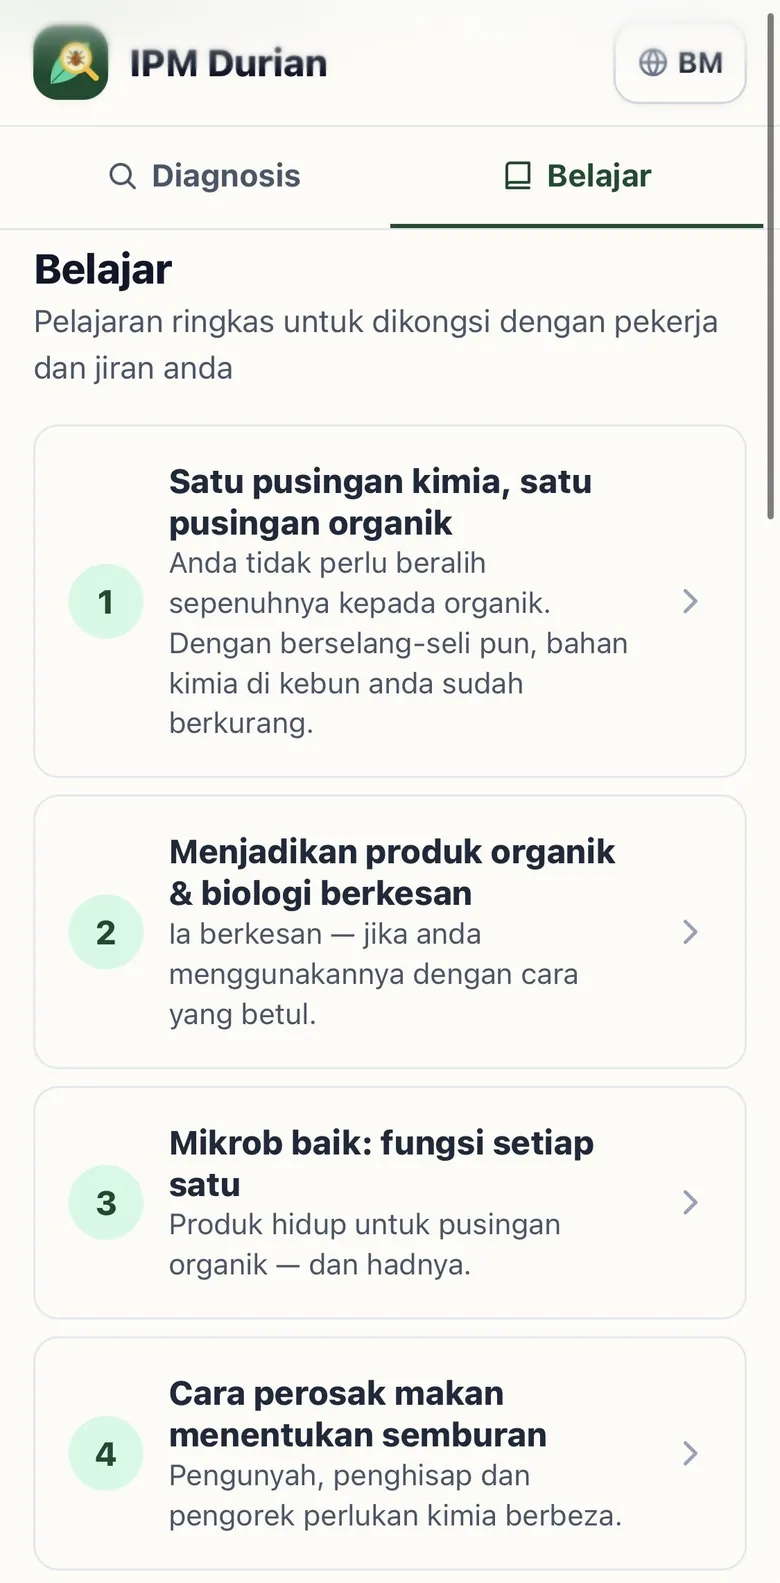 IPM Durian
BM
Diagnosis
Belajar
Belajar
Pelajaran ringkas untuk dikongsi dengan pekerja
dan jiran anda
1
Satu pusingan kimia, satu
pusingan organik
Anda tidak perlu beralih
sepenuhnya kepada organik.
Dengan berselang-seli pun, bahan
kimia di kebun anda sudah
berkurang.
2
Menjadikan produk organik
& biologi berkesan
Ia berkesan — jika anda
menggunakannya dengan cara
yang betul.
3
Mikrob baik: fungsi setiap
satu
Produk hidup untuk pusingan
organik — dan hadnya.
4
Cara perosak makan
menentukan semburan
Pengunyah, penghisap dan
pengorek perlukan kimia berbeza.